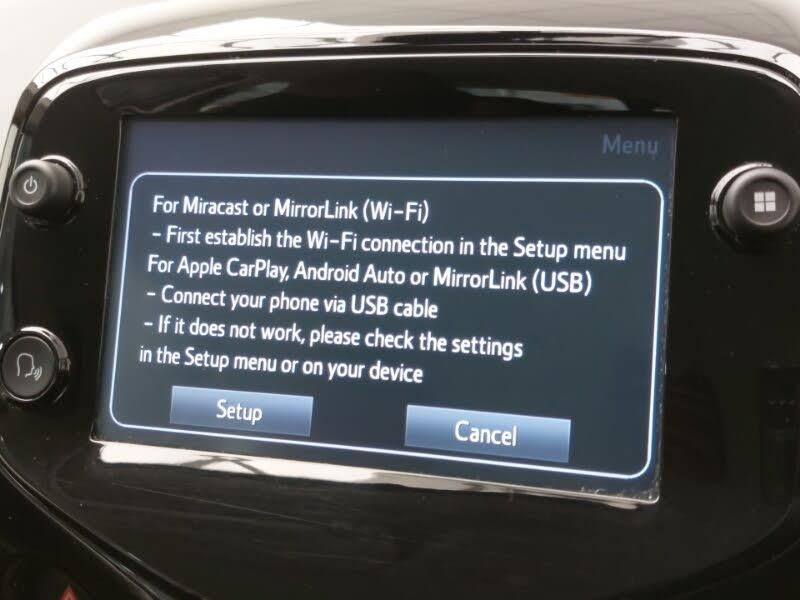 Menu
For Miracast or MirrorLink (Wi-Fi)
- First establish the Wi-Fi connection in the Setup menu
For Apple CarPlay, Android Auto or MirrorLink (USB)
- Connect your phone via USB cable
- If it does not work, please check the settings
in the Setup menu or on your device
Setup
Cancel